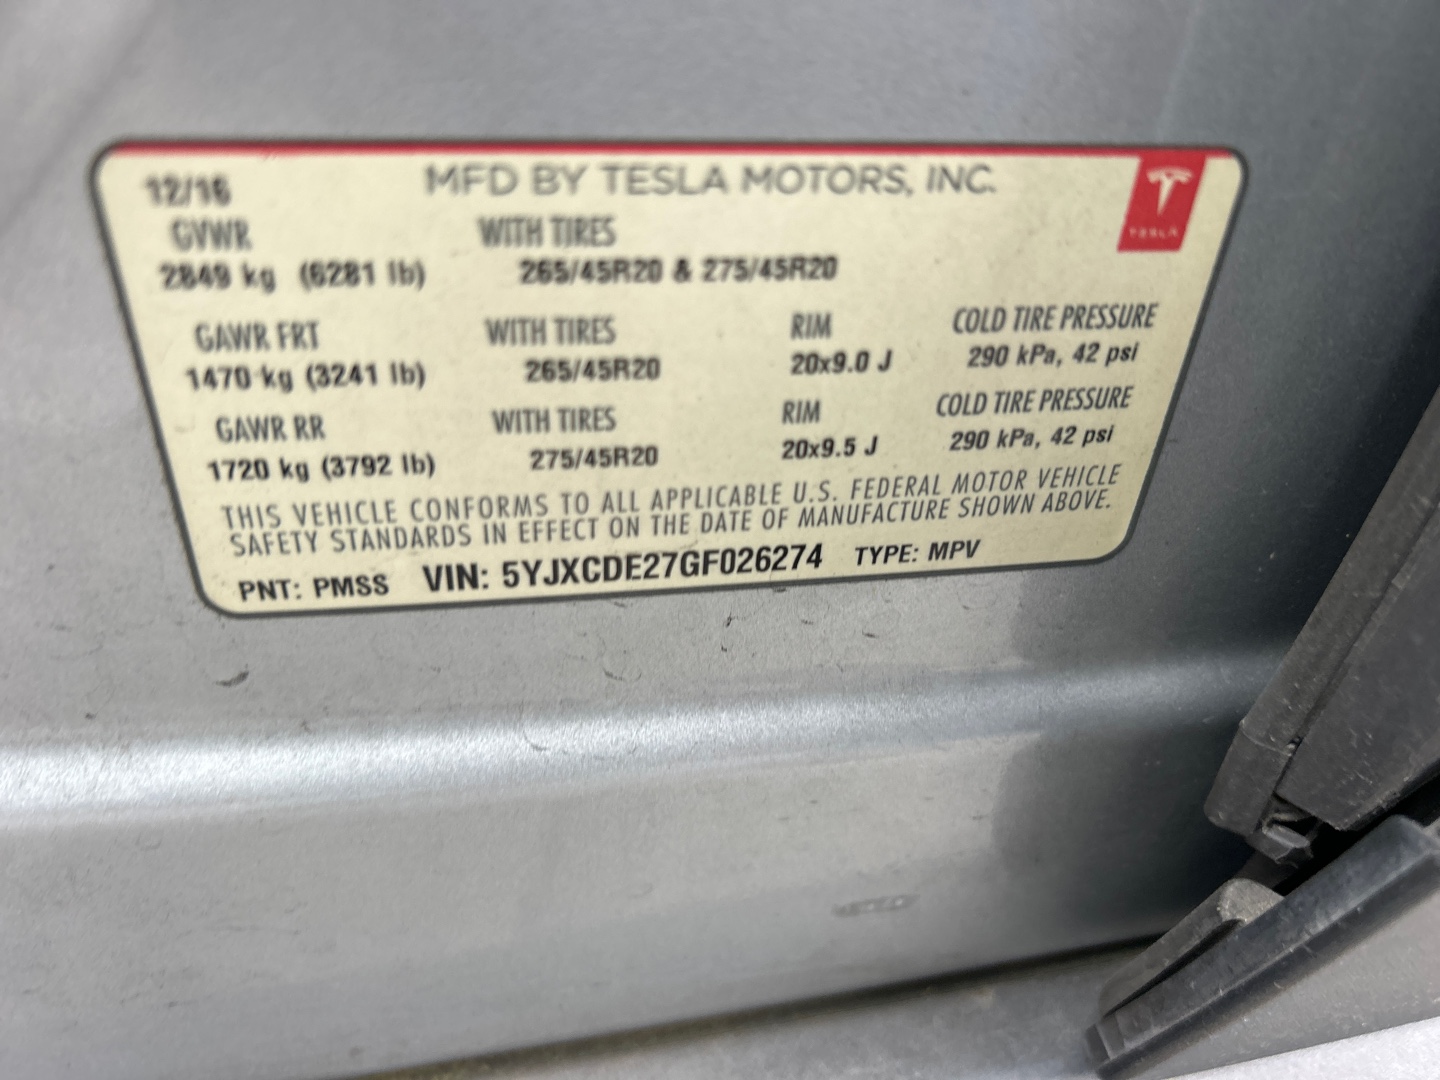 12/16 MFD BY TESLA MOTORS, INC.
TESLA
GVWR WITH TIRES
2849 kg (6281 lb) 265/45R20 & 275/45R20
GAWR FRT WITH TIRES RIM COLD TIRE PRESSURE
1470 kg (3241 lb) 265/45R20 20x9.0 J 290 kPa, 42 psi
GAWR RR WITH TIRES RIM COLD TIRE PRESSURE
1720 kg (3792 lb) 275/45R20 20x9.5 J 290 kPa, 42 psi
THIS VEHICLE CONFORMS TO ALL APPLICABLE U.S. FEDERAL MOTOR VEHICLE
SAFETY STANDARDS IN EFFECT ON THE DATE OF MANUFACTURE SHOWN ABOVE.
PNT: PMSS VIN: 5YJXCDE27GF026274 TYPE: MPV